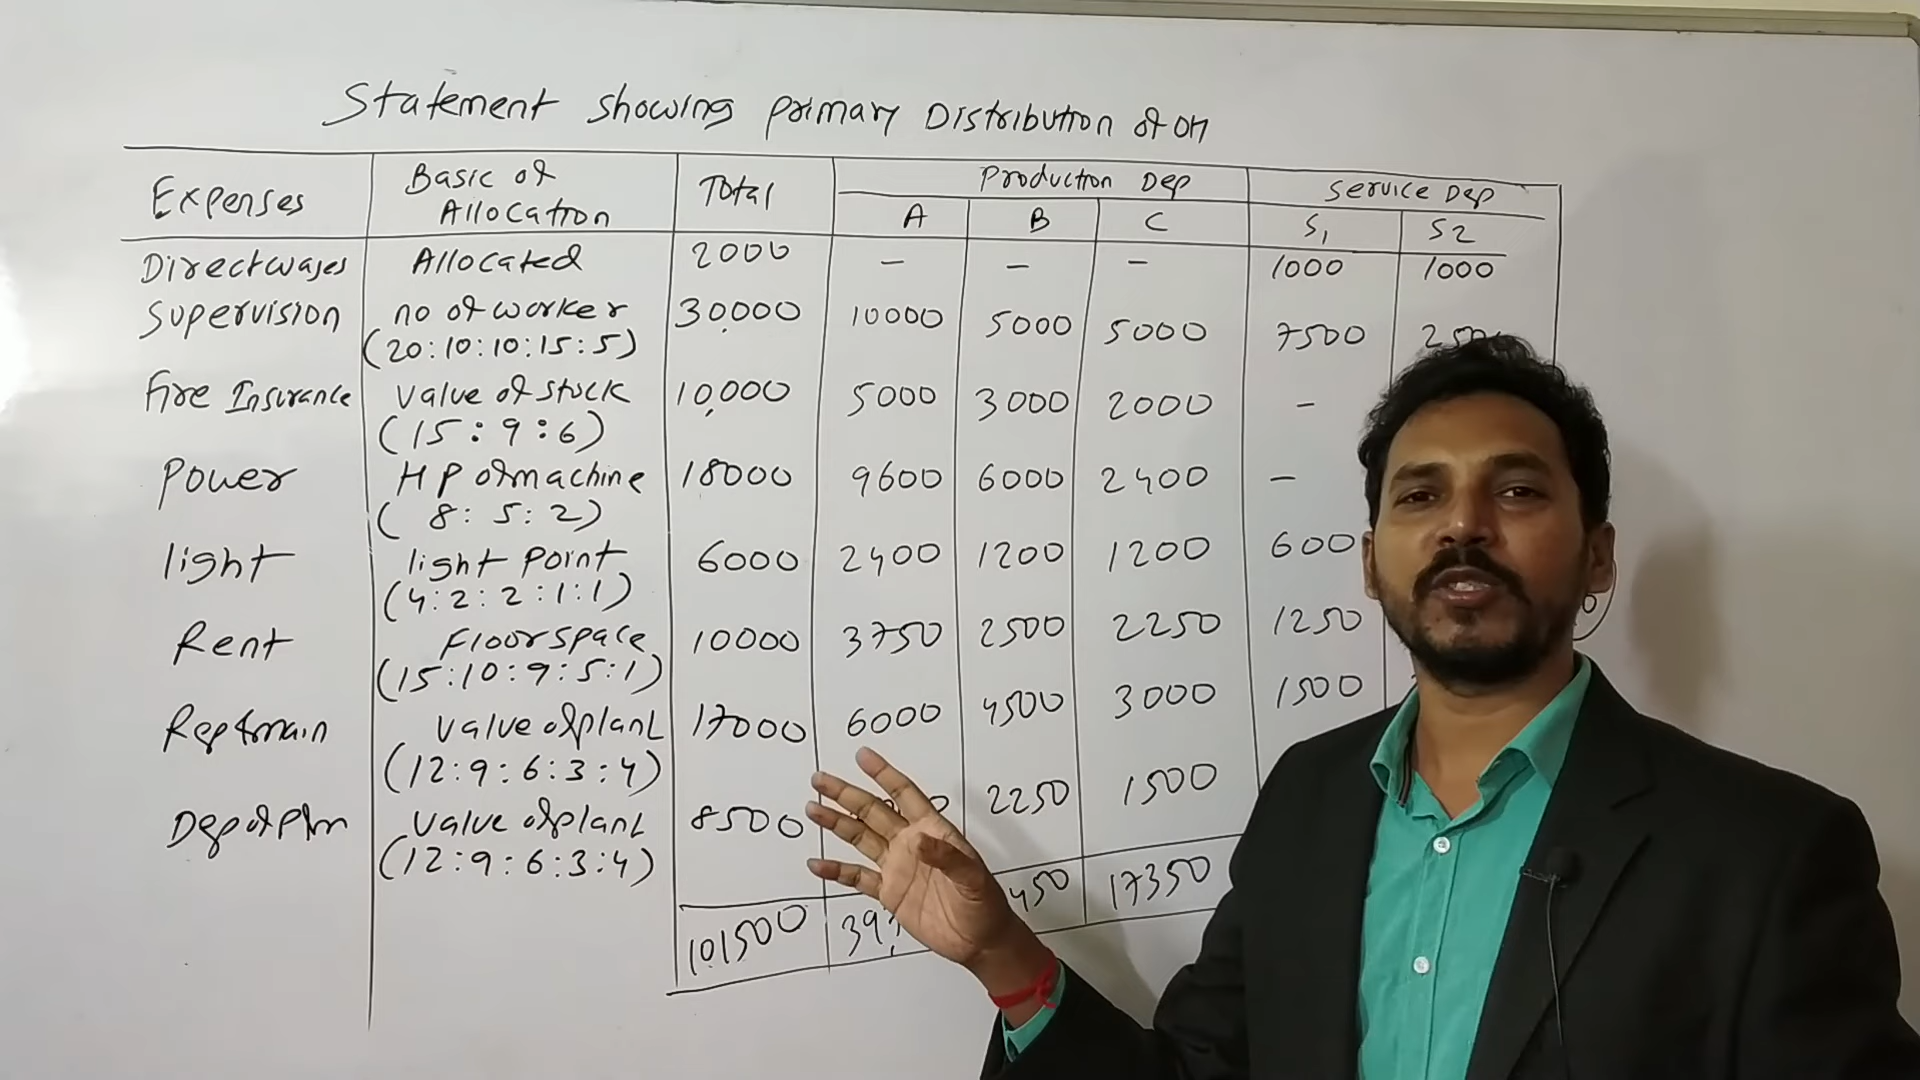 Statement showing primary Distribution of OH
Expenses Basic of Allocation Total Production Dep Service Dep
A B C S1 S2
Direct wages Allocated 2000 - - - 1000 1000
Supervision no of worker 30,000 10000 5000 5000 7500
(20:10:10:15:5)
Fire Insurance value of stock 10,000 5000 3000 2000 -
(15:9:6)
Power HP of machine 18000 9600 6000 2400 -
(8:5:2)
light light point 6000 2400 1200 1200 600
(4:2:2:1:1)
Rent Floor space 10000 3750 2500 2250 1250
(15:10:9:5:1)
Rep & main value of plant 17000 6000 4500 3000 1500
(12:9:6:3:4)
Dep of Plm value of plant 8500 2250 1500
(12:9:6:3:4)
101500 17350